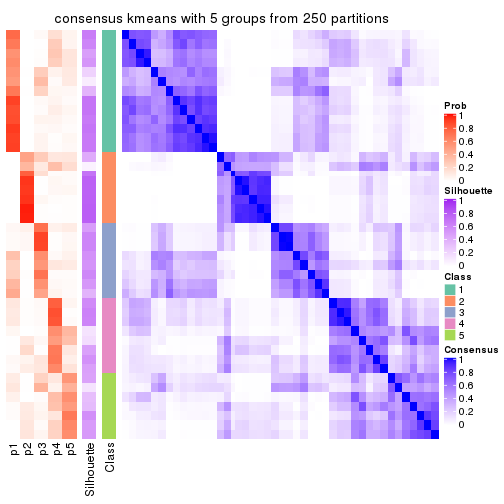 consensus kmeans with 5 groups from 250 partitions
Prob
1
0.8
0.6
0.4
0.2
0
Silhouette
1
0.8
0.6
0.4
0.2
0
Class
1
2
3
4
5
Consensus
1
0.8
0.6
0.4
0.2
0
p1
p2
p3
p4
p5
Silhouette
Class